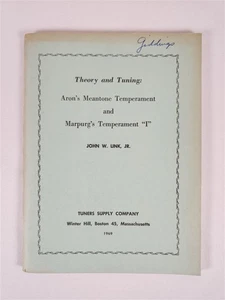 Giddings
Theory and Tuning:
Aron's Meantone Temperament
and
Marpurg's Temperament "I"
JOHN W. LINK, JR.
TUNERS SUPPLY COMPANY
Winter Hill, Boston 45, Massachusetts